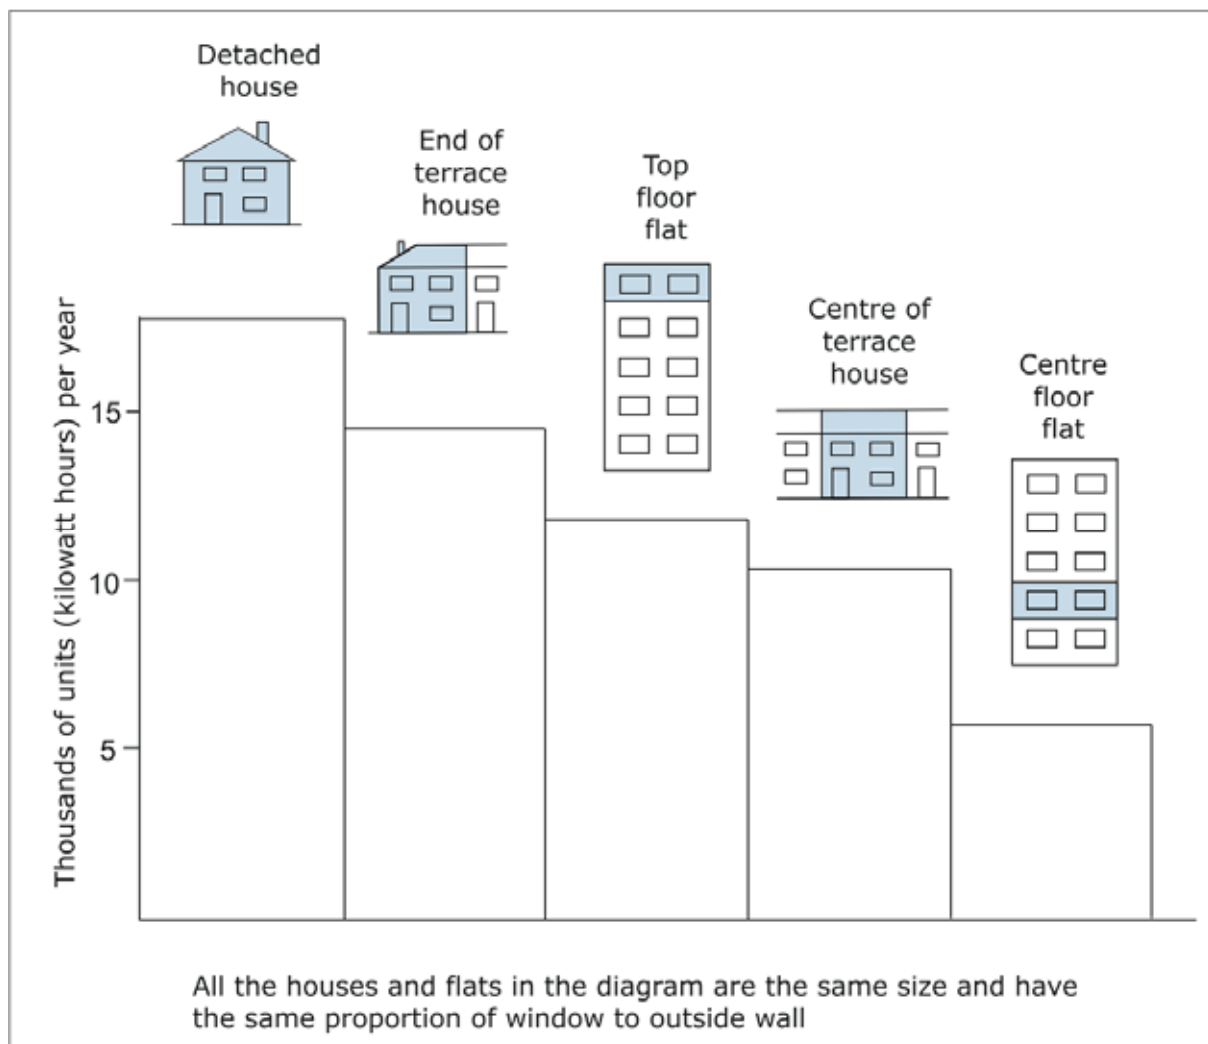 Detached
house
End of
terrace
house
Top
floor
flat
Centre of
terrace
house
Centre
floor
flat
Thousands of units (kilowatt hours) per year
15
10
5
All the houses and flats in the diagram are the same size and have
the same proportion of window to outside wall